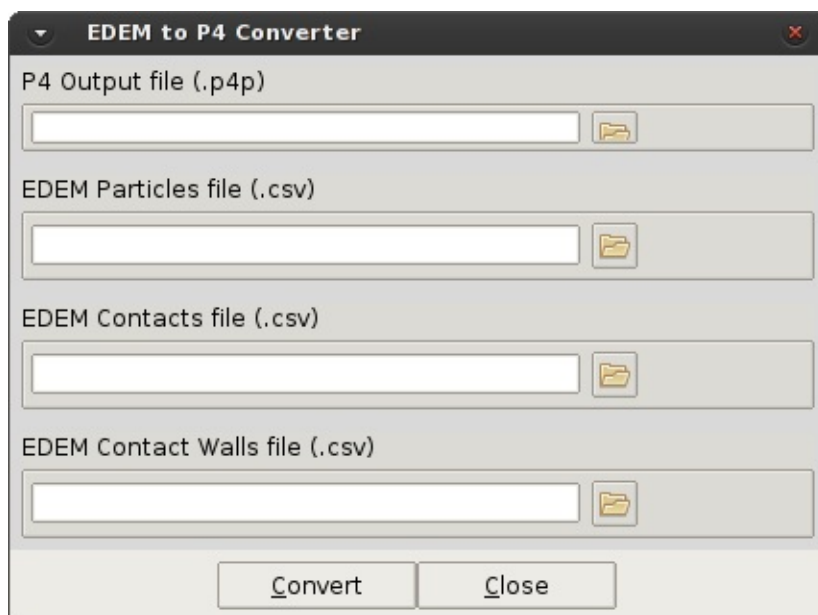 EDEM to P4 Converter
P4 Output file (.p4p)
EDEM Particles file (.csv)
EDEM Contacts file (.csv)
EDEM Contact Walls file (.csv)
Convert Close